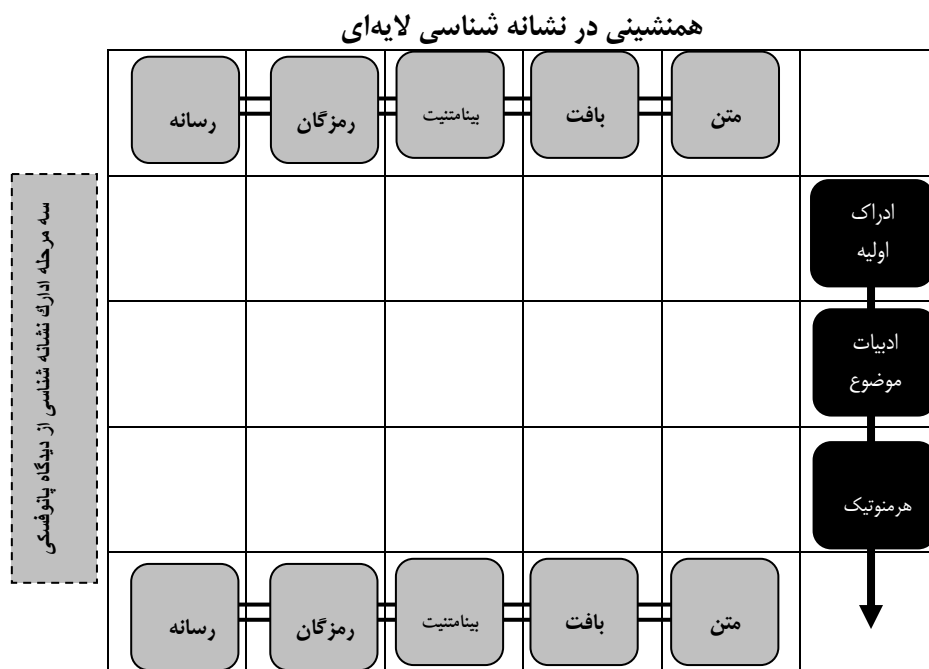 همنشینی در نشانه شناسی لایه‌ای
متن
بافت
بینامتنیت
رمزگان
رسانه
ادراک
اولیه
ادبیات
موضوع
هرمنوتیک
سه مرحله ادارك نشانه شناسی از دیدگاه پانوفسکی
متن
بافت
بینامتنیت
رمزگان
رسانه